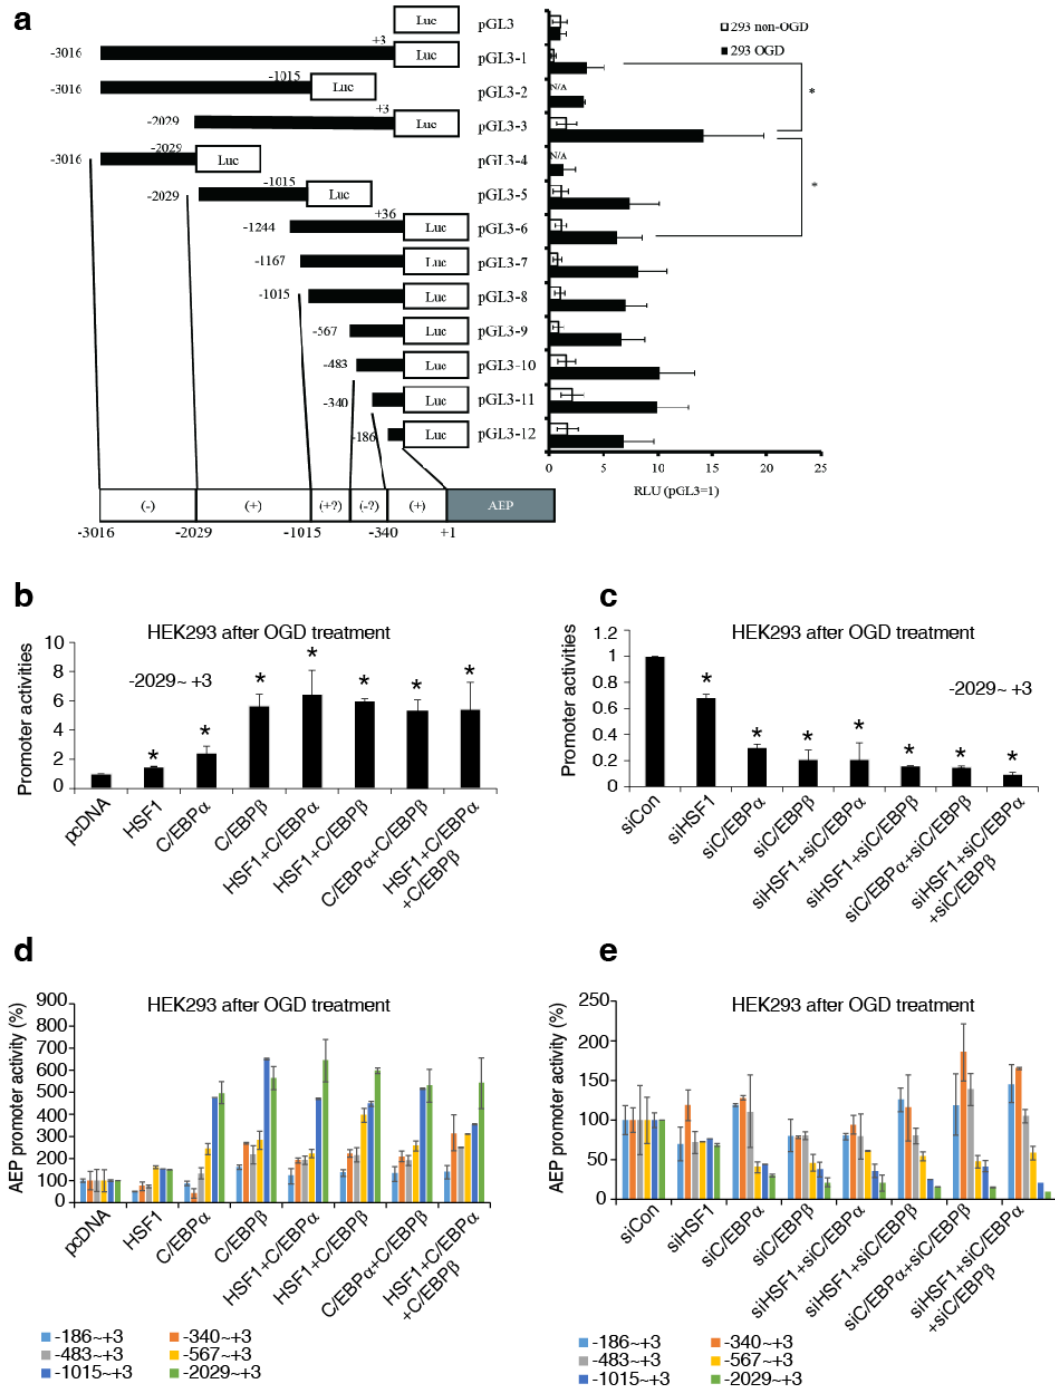 a
Luc pGL3
293 non-OGD
293 OGD
-3016 +3 Luc pGL3-1
-3016 -1015 Luc pGL3-2 N/A
*
-2029 +3 Luc pGL3-3
-3016 -2029 Luc pGL3-4 N/A
-2029 -1015 Luc pGL3-5
*
-1244 +36 Luc pGL3-6
-1167 Luc pGL3-7
-1015 Luc pGL3-8
-567 Luc pGL3-9
-483 Luc pGL3-10
-340 Luc pGL3-11
-186 Luc pGL3-12
0 5 10 15 20 25
RLU (pGL3=1)
(-) (+) (+?) (-?) (+) AEP
-3016 -2029 -1015 -340 +1
b
HEK293 after OGD treatment
-2029~ +3
Promoter activities
10
8
6
4
2
0
* * * * * * *
pcDNA
HSF1
C/EBPα
C/EBPβ
HSF1+C/EBPα
HSF1+C/EBPβ
C/EBPα+C/EBPβ
HSF1+C/EBPα
+C/EBPβ
c
HEK293 after OGD treatment
-2029~ +3
Promoter activities
1.2
1
0.8
0.6
0.4
0.2
0
* * * * * * *
siCon
siHSF1
siC/EBPα
siC/EBPβ
siHSF1+siC/EBPα
siHSF1+siC/EBPβ
siC/EBPα+siC/EBPβ
siHSF1+siC/EBPα
+siC/EBPβ
d
HEK293 after OGD treatment
AEP promoter activity (%)
900
800
700
600
500
400
300
200
100
0
pcDNA
HSF1
C/EBPα
C/EBPβ
HSF1+C/EBPα
HSF1+C/EBPβ
C/EBPα+C/EBPβ
HSF1+C/EBPα
+C/EBPβ
-186~+3 -340~+3
-483~+3 -567~+3
-1015~+3 -2029~+3
e
HEK293 after OGD treatment
AEP promoter activity (%)
250
200
150
100
50
0
siCon
siHSF1
siC/EBPα
siC/EBPβ
siHSF1+siC/EBPα
siHSF1+siC/EBPβ
siC/EBPα+siC/EBPβ
siHSF1+siC/EBPα
+siC/EBPβ
-186~+3 -340~+3
-483~+3 -567~+3
-1015~+3 -2029~+3